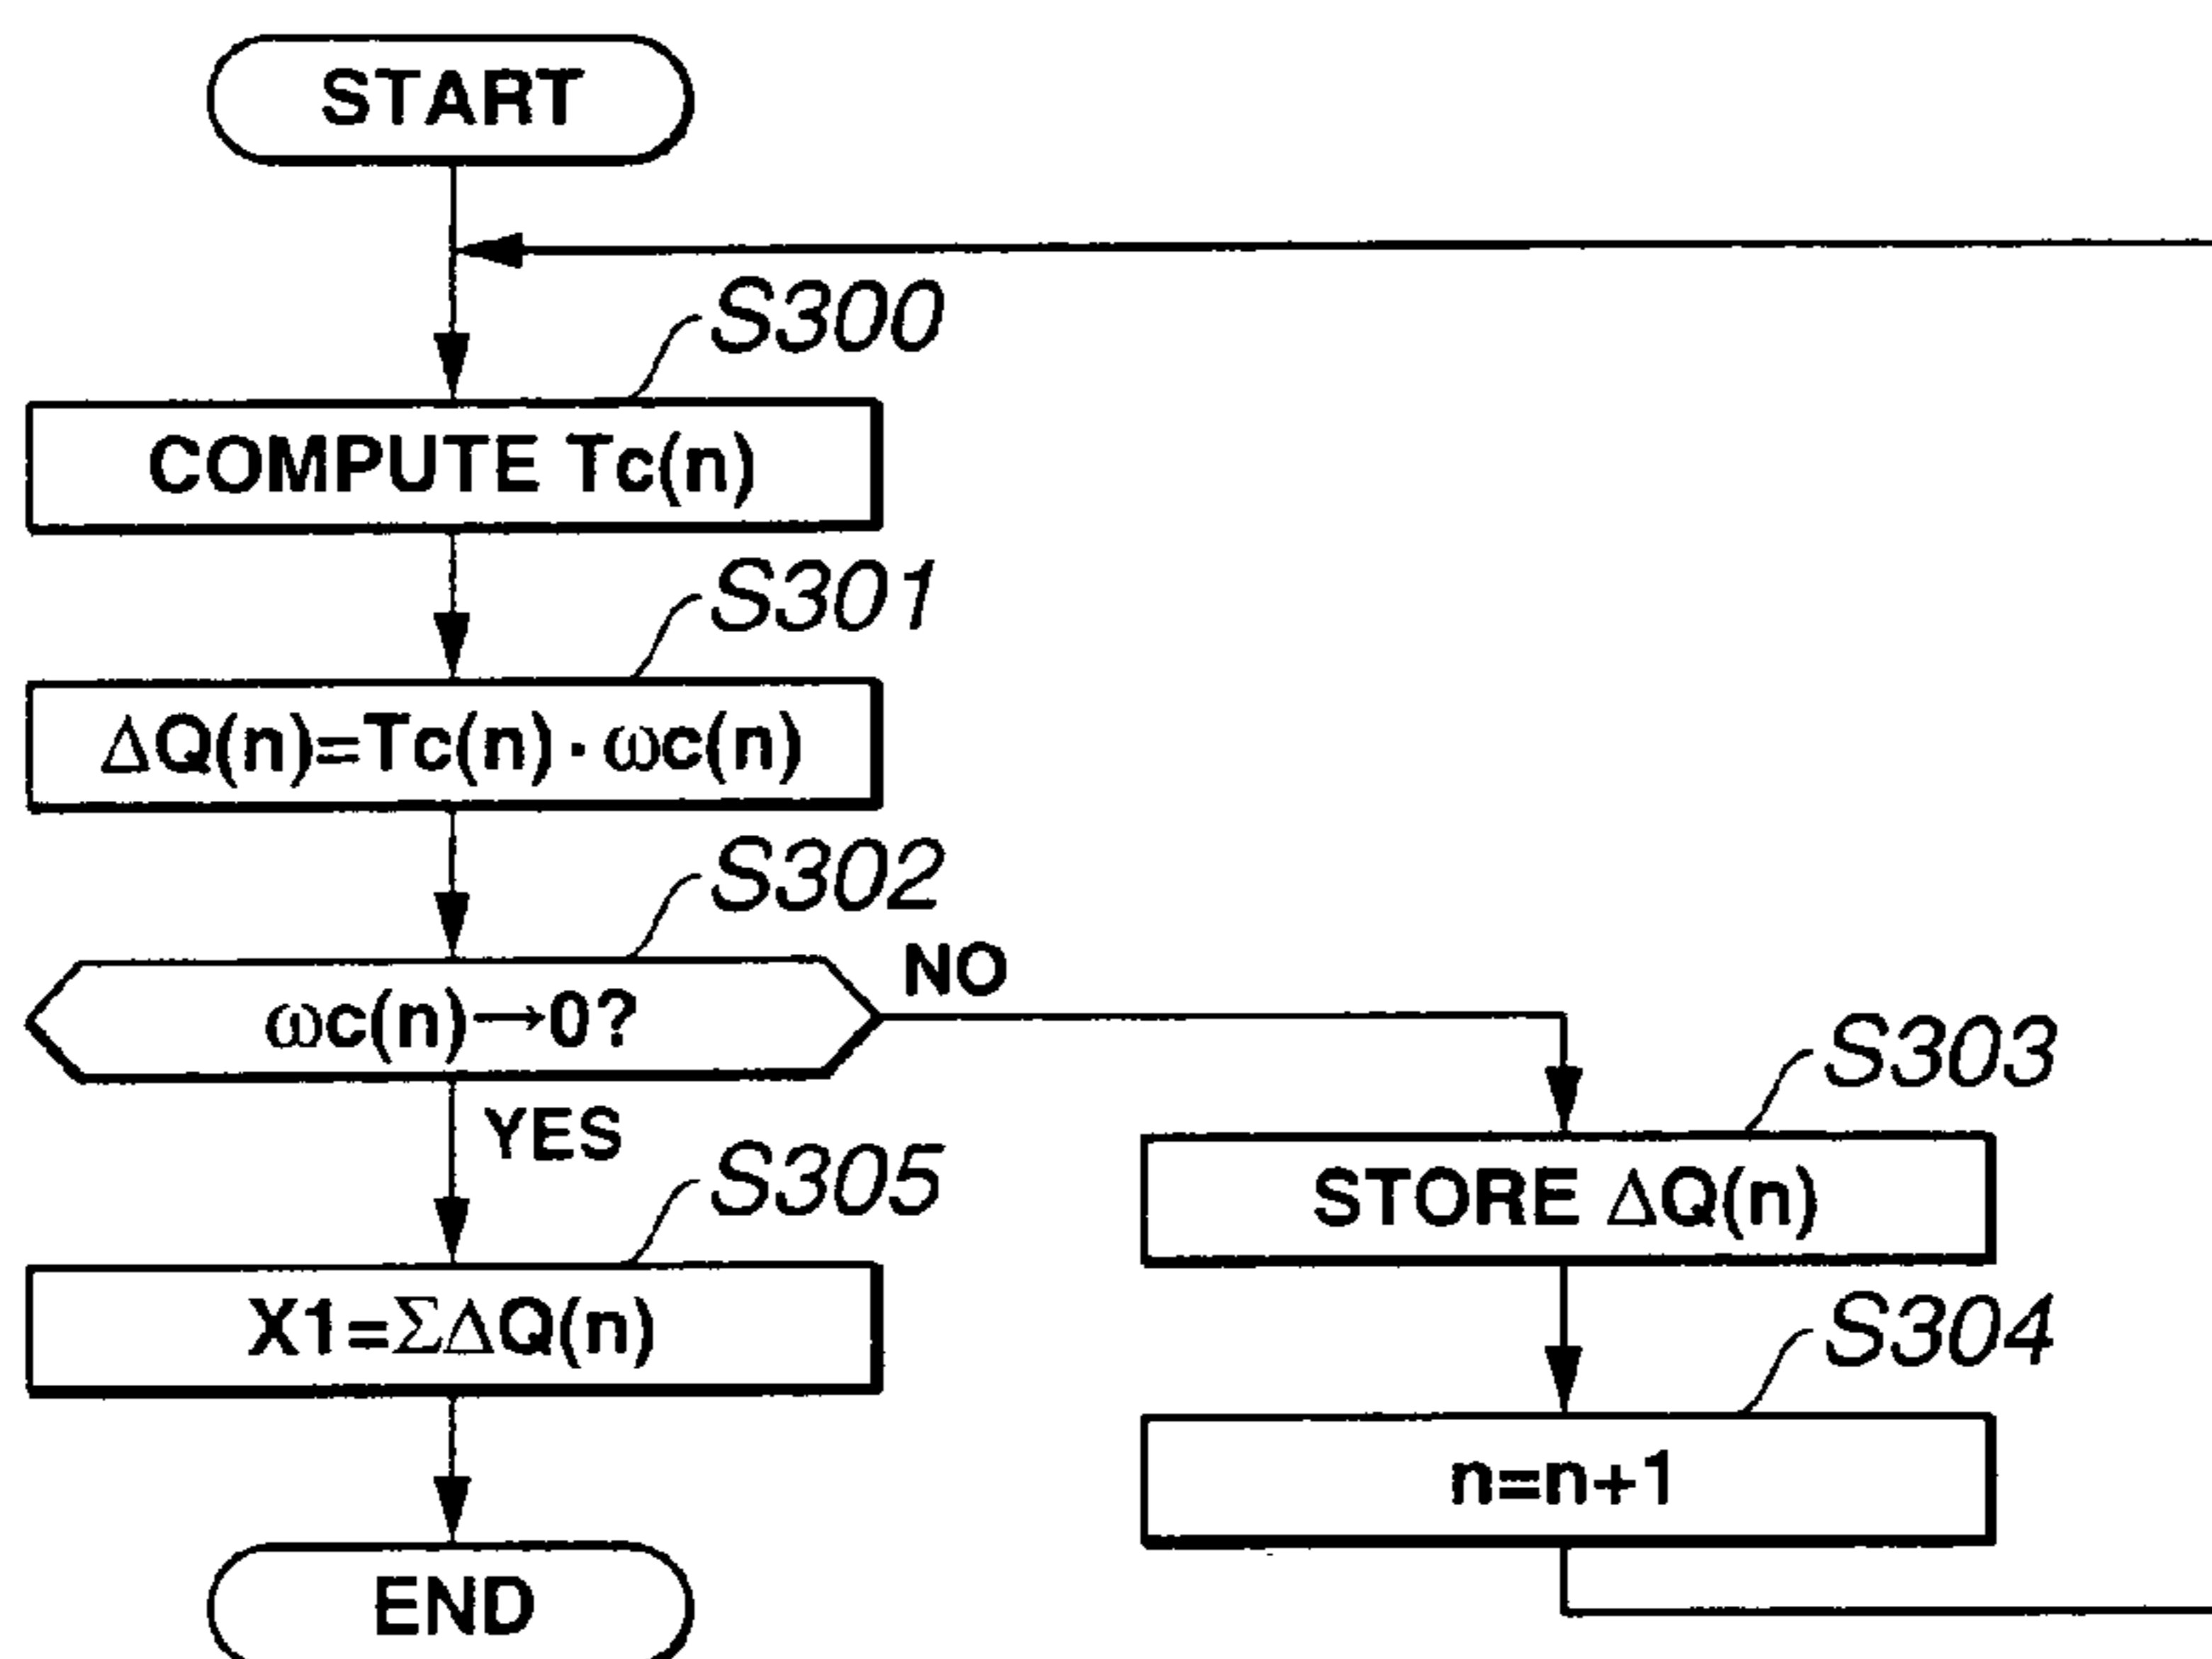 START
S300
COMPUTE Tc(n)
S301
ΔQ(n)=Tc(n)·ωc(n)
S302
ωc(n)→0?
NO
YES
S303
STORE ΔQ(n)
S305
X1=ΣΔQ(n)
S304
n=n+1
END